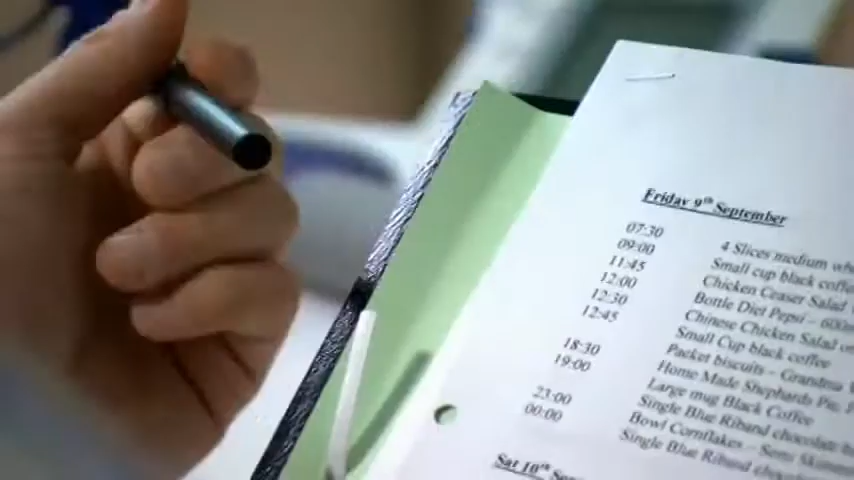 Friday 9th September
07:30 4 Slices medium
09:00 Small cup black coffee
11:45 Chicken Ceaser Salad
12:00 Bottle Diet Pepsi - 600
12:30 Chinese Chicken Salad
12:45 Small Cup black coffee
Packet biscuits - Grandma
18:30 Home Made Shephards Pie,
19:00 Large mug Black Coffee
Single Blue Riband chocolate
23:00 Bowl Cornflakes - Semi
00:00 Single Blue Riband chocolate
Sat 10th